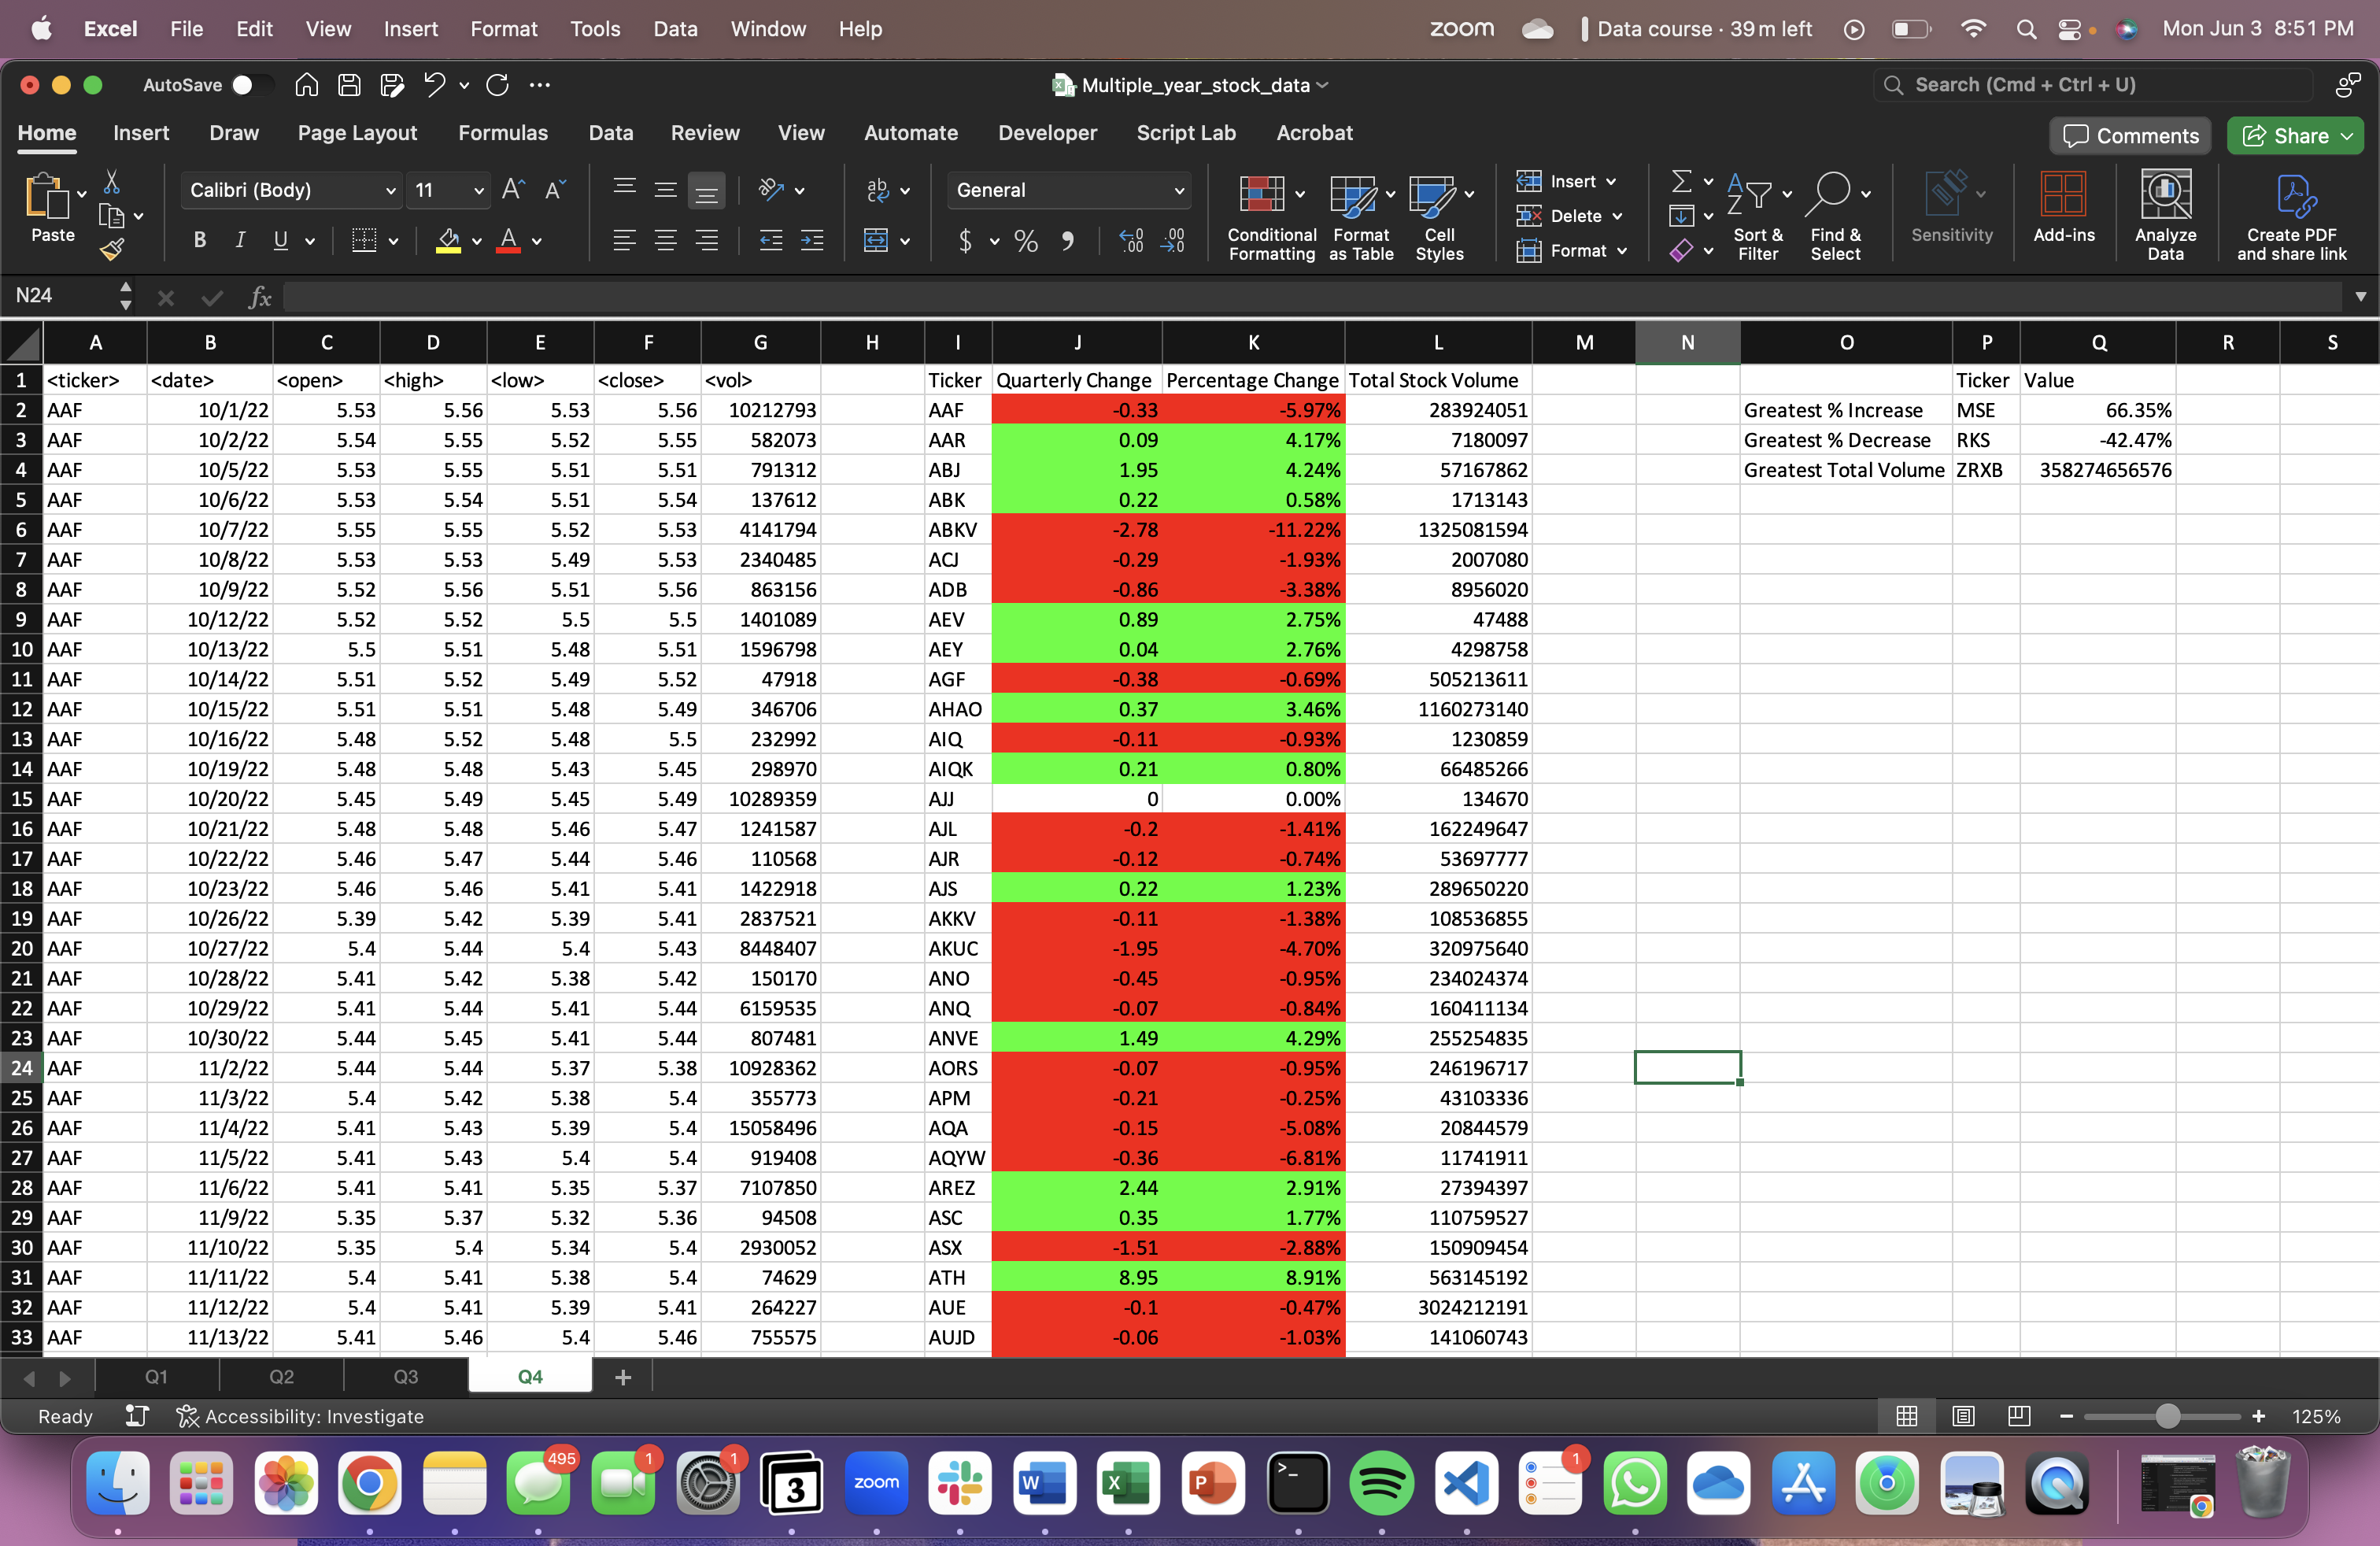 Excel File Edit View Insert Format Tools Data Window Help zoom Data course · 39 m left Mon Jun 3 8:51 PM
AutoSave Multiple_year_stock_data Search (Cmd + Ctrl + U)
Home Insert Draw Page Layout Formulas Data Review View Automate Developer Script Lab Acrobat Comments Share
Paste Calibri (Body) 11 General Conditional Formatting Format as Table Cell Styles Insert Delete Format Sort & Filter Find & Select Sensitivity Add-ins Analyze Data Create PDF and share link
N24 fx
A B C D E F G H I J K L M N O P Q R S
1 <ticker> <date> <open> <high> <low> <close> <vol> Ticker Quarterly Change Percentage Change Total Stock Volume Ticker Value
2 AAF 10/1/22 5.53 5.56 5.53 5.56 10212793 AAF -0.33 -5.97% 283924051 Greatest % Increase MSE 66.35%
3 AAF 10/2/22 5.54 5.55 5.52 5.55 582073 AAR 0.09 4.17% 7180097 Greatest % Decrease RKS -42.47%
4 AAF 10/5/22 5.53 5.55 5.51 5.51 791312 ABJ 1.95 4.24% 57167862 Greatest Total Volume ZRXB 358274656576
5 AAF 10/6/22 5.53 5.54 5.51 5.54 137612 ABK 0.22 0.58% 1713143
6 AAF 10/7/22 5.55 5.55 5.52 5.53 4141794 ABKV -2.78 -11.22% 1325081594
7 AAF 10/8/22 5.53 5.53 5.49 5.53 2340485 ACJ -0.29 -1.93% 2007080
8 AAF 10/9/22 5.52 5.56 5.51 5.56 863156 ADB -0.86 -3.38% 8956020
9 AAF 10/12/22 5.52 5.52 5.5 5.5 1401089 AEV 0.89 2.75% 47488
10 AAF 10/13/22 5.5 5.51 5.48 5.51 1596798 AEY 0.04 2.76% 4298758
11 AAF 10/14/22 5.51 5.52 5.49 5.52 47918 AGF -0.38 -0.69% 505213611
12 AAF 10/15/22 5.51 5.51 5.48 5.49 346706 AHAO 0.37 3.46% 1160273140
13 AAF 10/16/22 5.48 5.52 5.48 5.5 232992 AIQ -0.11 -0.93% 1230859
14 AAF 10/19/22 5.48 5.48 5.43 5.45 298970 AIQK 0.21 0.80% 66485266
15 AAF 10/20/22 5.45 5.49 5.45 5.49 10289359 AJJ 0 0.00% 134670
16 AAF 10/21/22 5.48 5.48 5.46 5.47 1241587 AJL -0.2 -1.41% 162249647
17 AAF 10/22/22 5.46 5.47 5.44 5.46 110568 AJR -0.12 -0.74% 53697777
18 AAF 10/23/22 5.46 5.46 5.41 5.41 1422918 AJS 0.22 1.23% 289650220
19 AAF 10/26/22 5.39 5.42 5.39 5.41 2837521 AKKV -0.11 -1.38% 108536855
20 AAF 10/27/22 5.4 5.44 5.4 5.43 8448407 AKUC -1.95 -4.70% 320975640
21 AAF 10/28/22 5.41 5.42 5.38 5.42 150170 ANO -0.45 -0.95% 234024374
22 AAF 10/29/22 5.41 5.44 5.41 5.44 6159535 ANQ -0.07 -0.84% 160411134
23 AAF 10/30/22 5.44 5.45 5.41 5.44 807481 ANVE 1.49 4.29% 255254835
24 AAF 11/2/22 5.44 5.44 5.37 5.38 10928362 AORS -0.07 -0.95% 246196717
25 AAF 11/3/22 5.4 5.42 5.38 5.4 355773 APM -0.21 -0.25% 43103336
26 AAF 11/4/22 5.41 5.43 5.39 5.4 15058496 AQA -0.15 -5.08% 20844579
27 AAF 11/5/22 5.41 5.43 5.4 5.4 919408 AQYW -0.36 -6.81% 11741911
28 AAF 11/6/22 5.41 5.41 5.35 5.37 7107850 AREZ 2.44 2.91% 27394397
29 AAF 11/9/22 5.35 5.37 5.32 5.36 94508 ASC 0.35 1.77% 110759527
30 AAF 11/10/22 5.35 5.4 5.34 5.4 2930052 ASX -1.51 -2.88% 150909454
31 AAF 11/11/22 5.4 5.41 5.38 5.4 74629 ATH 8.95 8.91% 563145192
32 AAF 11/12/22 5.4 5.41 5.39 5.41 264227 AUE -0.1 -0.47% 3024212191
33 AAF 11/13/22 5.41 5.46 5.4 5.46 755575 AUJD -0.06 -1.03% 141060743
Q1 Q2 Q3 Q4
Ready Accessibility: Investigate 125%
495 1 1 3 zoom W X P 1